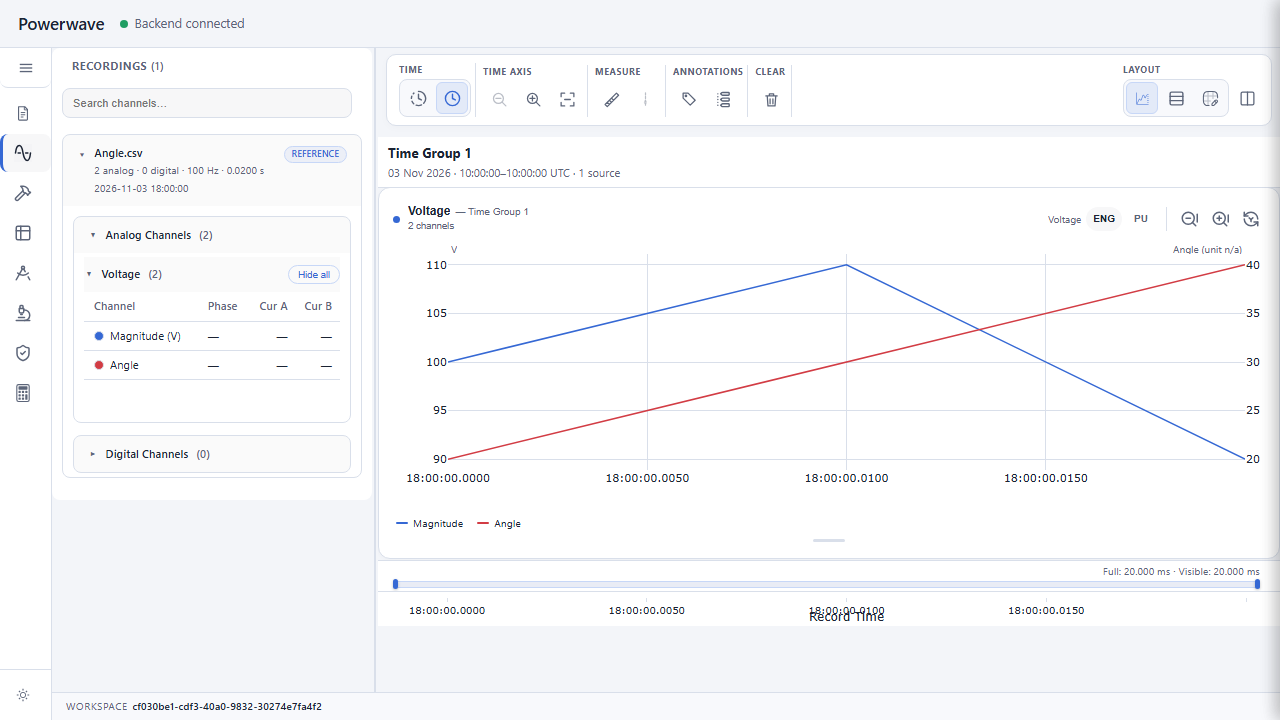 Powerwave
Backend connected
RECORDINGS (1)
Search channels...
Angle.csv
REFERENCE
2 analog · 0 digital · 100 Hz · 0.0200 s
2026-11-03 18:00:00
Analog Channels (2)
Voltage (2)
Hide all
Channel Phase Cur A Cur B
Magnitude (V) — — —
Angle — — —
Digital Channels (0)
TIME
TIME AXIS
MEASURE
ANNOTATIONS
CLEAR
LAYOUT
Time Group 1
03 Nov 2026 · 10:00:00–10:00:00 UTC · 1 source
Voltage — Time Group 1
2 channels
Voltage ENG PU
V
Angle (unit n/a)
110
105
100
95
90
40
35
30
25
20
18:00:00.0000
18:00:00.0050
18:00:00.0100
18:00:00.0150
Magnitude
Angle
Full: 20.000 ms · Visible: 20.000 ms
18:00:00.0000
18:00:00.0050
18:00:00.0100
18:00:00.0150
Record Time
WORKSPACE cf030be1-cdf3-40a0-9832-30274e7fa4f2